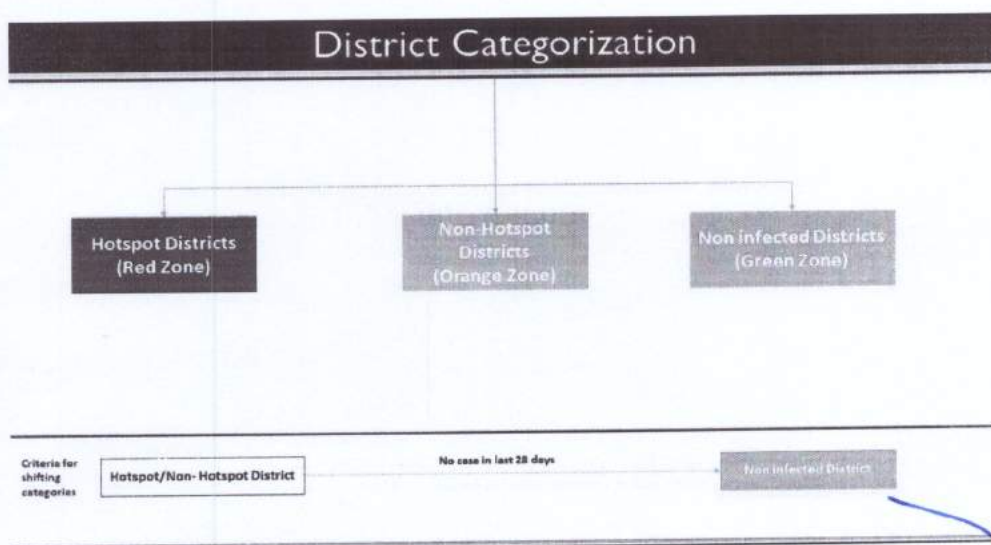 District Categorization
Hotspot Districts
(Red Zone)
Non-Hotspot
Districts
(Orange Zone)
Non infected Districts
(Green Zone)
Criteria for
shifting
categories
Hotspot/Non- Hotspot District
No case in last 28 days
Non infected District